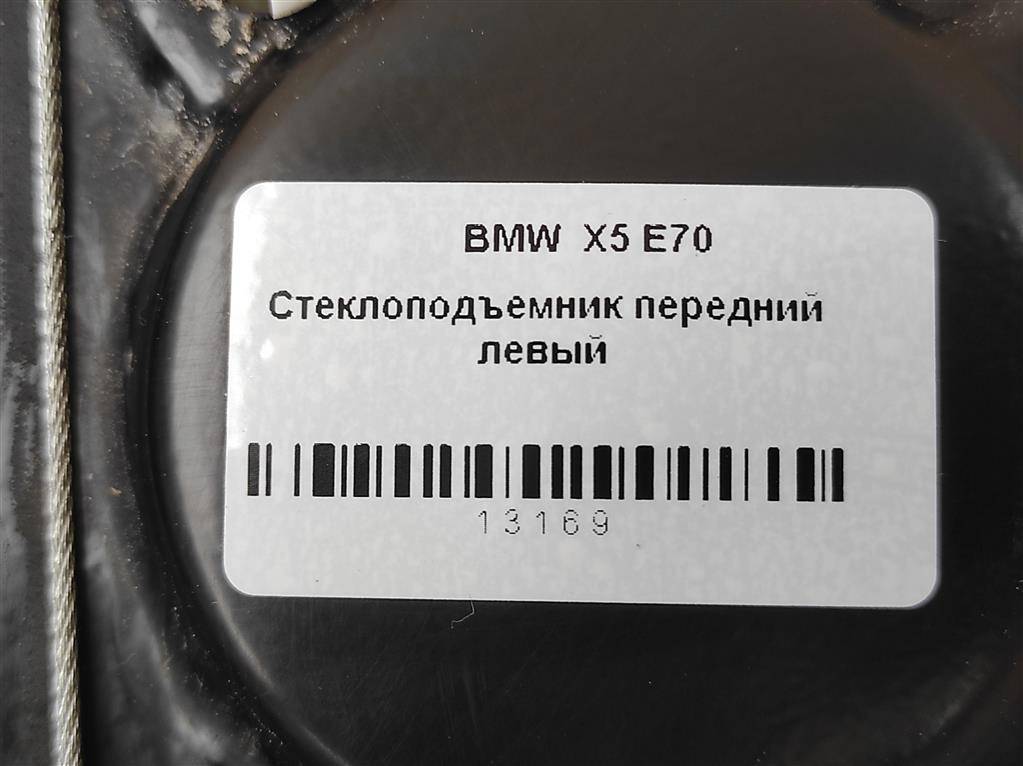 BMW X5 E70
Стеклоподъемник передний
левый
13169